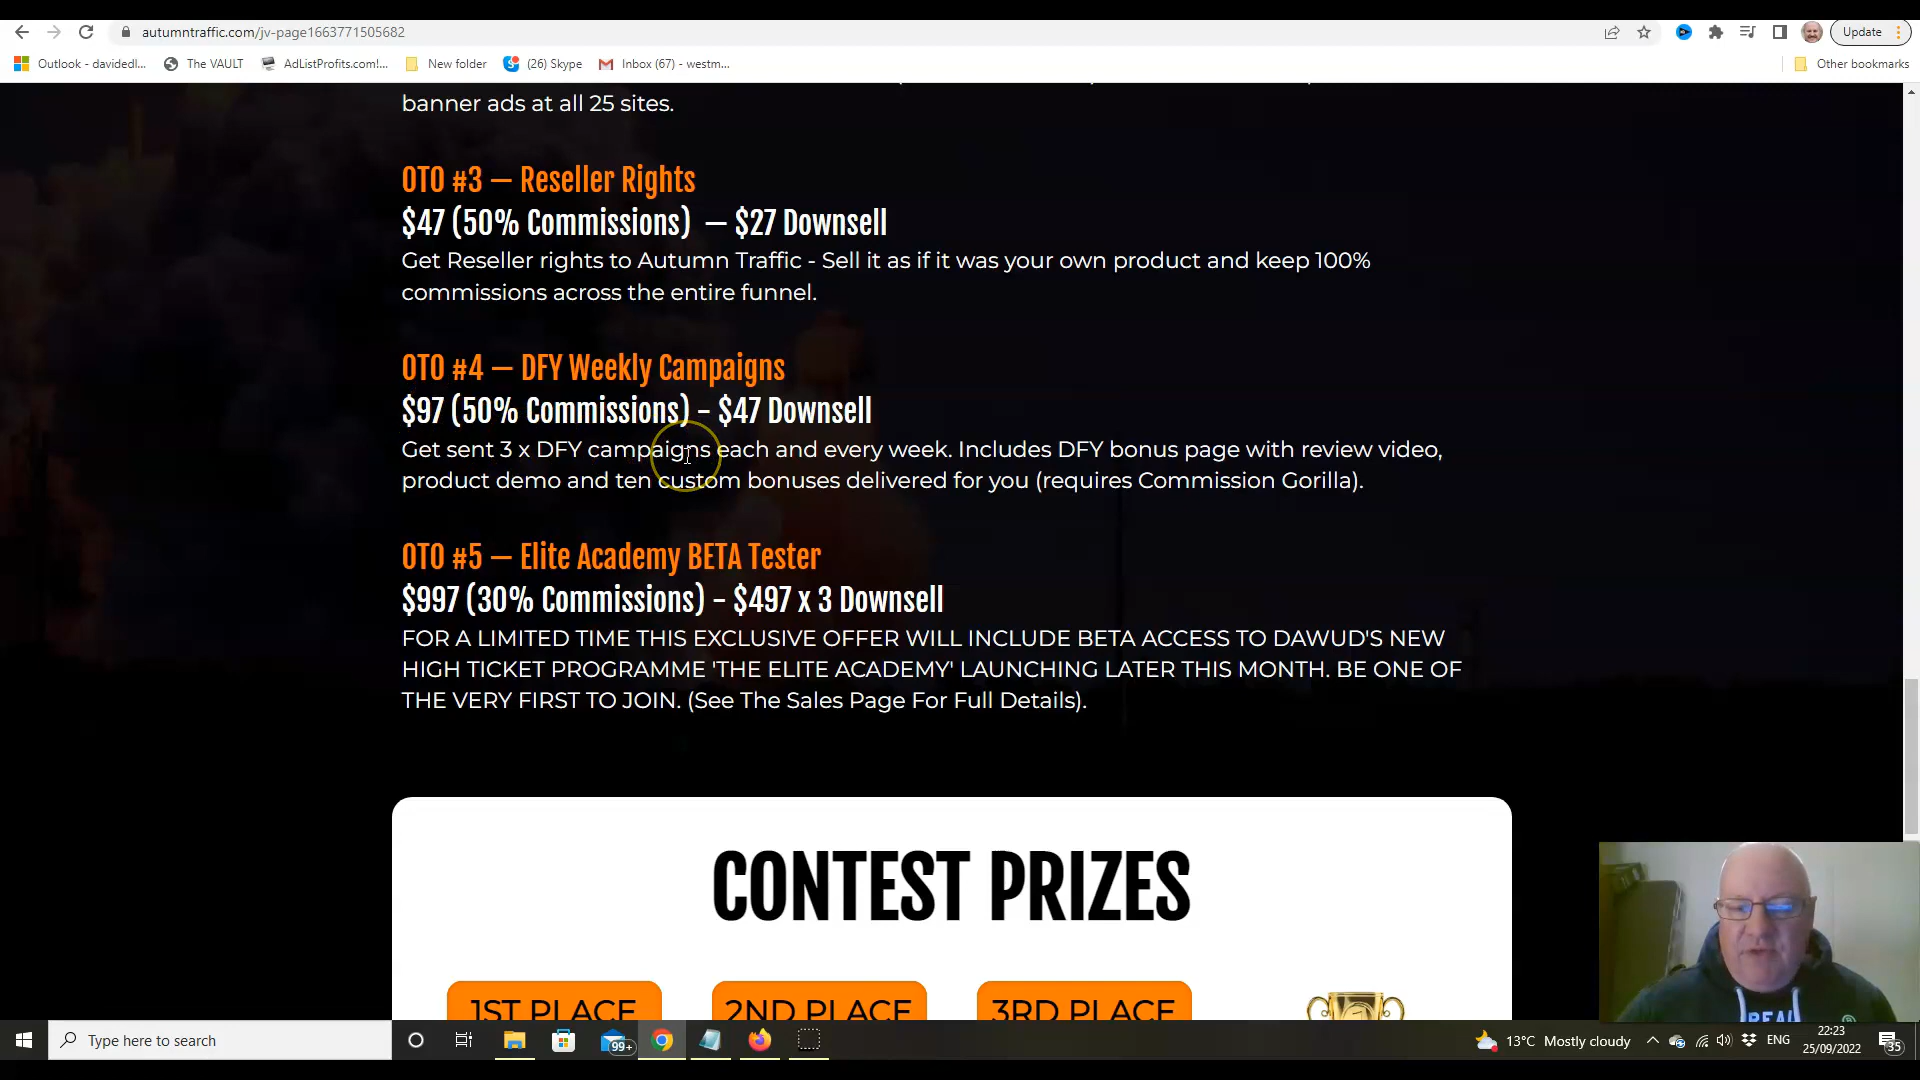 autumntraffic.com/jv-page1663771505682
Update
Outlook - davidedl...
The VAULT
AdListProfits.com!...
New folder
(26) Skype
Inbox (67) - westm...
Other bookmarks
banner ads at all 25 sites.
OTO #3 — Reseller Rights
$47 (50% Commissions) — $27 Downsell
Get Reseller rights to Autumn Traffic - Sell it as if it was your own product and keep 100%
commissions across the entire funnel.
OTO #4 — DFY Weekly Campaigns
$97 (50% Commissions) - $47 Downsell
Get sent 3 x DFY campaigns each and every week. Includes DFY bonus page with review video,
product demo and ten custom bonuses delivered for you (requires Commission Gorilla).
OTO #5 — Elite Academy BETA Tester
$997 (30% Commissions) - $497 x 3 Downsell
FOR A LIMITED TIME THIS EXCLUSIVE OFFER WILL INCLUDE BETA ACCESS TO DAWUD'S NEW
HIGH TICKET PROGRAMME 'THE ELITE ACADEMY' LAUNCHING LATER THIS MONTH. BE ONE OF
THE VERY FIRST TO JOIN. (See The Sales Page For Full Details).
CONTEST PRIZES
1ST PLACE
2ND PLACE
3RD PLACE
1
Type here to search
99+
13°C Mostly cloudy
ENG
22:23
25/09/2022
35